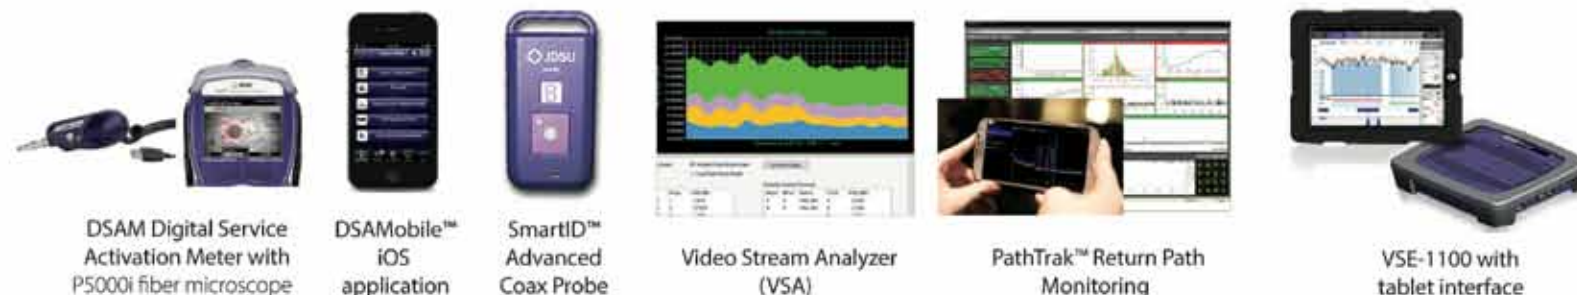 JDSU
DSAM Digital Service
Activation Meter with
P5000i fiber microscope
DSAMobile™
iOS
application
SmartID™
Advanced
Coax Probe
Video Stream Analyzer
(VSA)
PathTrak™ Return Path
Monitoring
VSE-1100 with
tablet interface